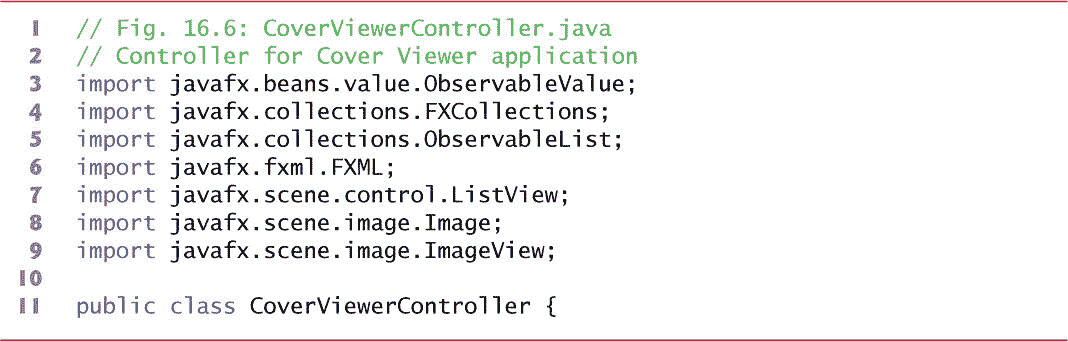 1 // Fig. 16.6: CoverViewerController.java
2 // Controller for Cover Viewer application
3 import javafx.beans.value.ObservableValue;
4 import javafx.collections.FXCollections;
5 import javafx.collections.ObservableList;
6 import javafx.fxml.FXML;
7 import javafx.scene.control.ListView;
8 import javafx.scene.image.Image;
9 import javafx.scene.image.ImageView;
10
11 public class CoverViewerController {